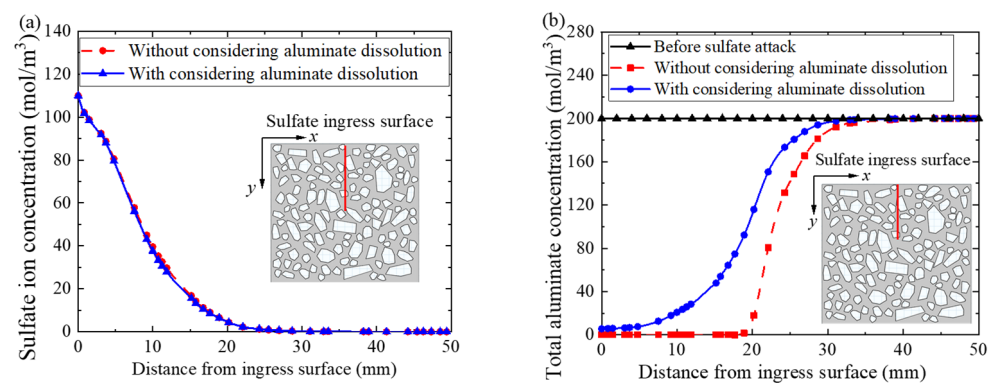 (a)
140
120
100
80
60
40
20
0
Sulfate ion concentration (mol/m³)
Without considering aluminate dissolution
With considering aluminate dissolution
Sulfate ingress surface
x
y
0 10 20 30 40 50
Distance from ingress surface (mm)
(b)
280
240
200
160
120
80
40
0
Total aluminate concentration (mol/m³)
Before sulfate attack
Without considering aluminate dissolution
With considering aluminate dissolution
Sulfate ingress surface
x
y
0 10 20 30 40 50
Distance from ingress surface (mm)